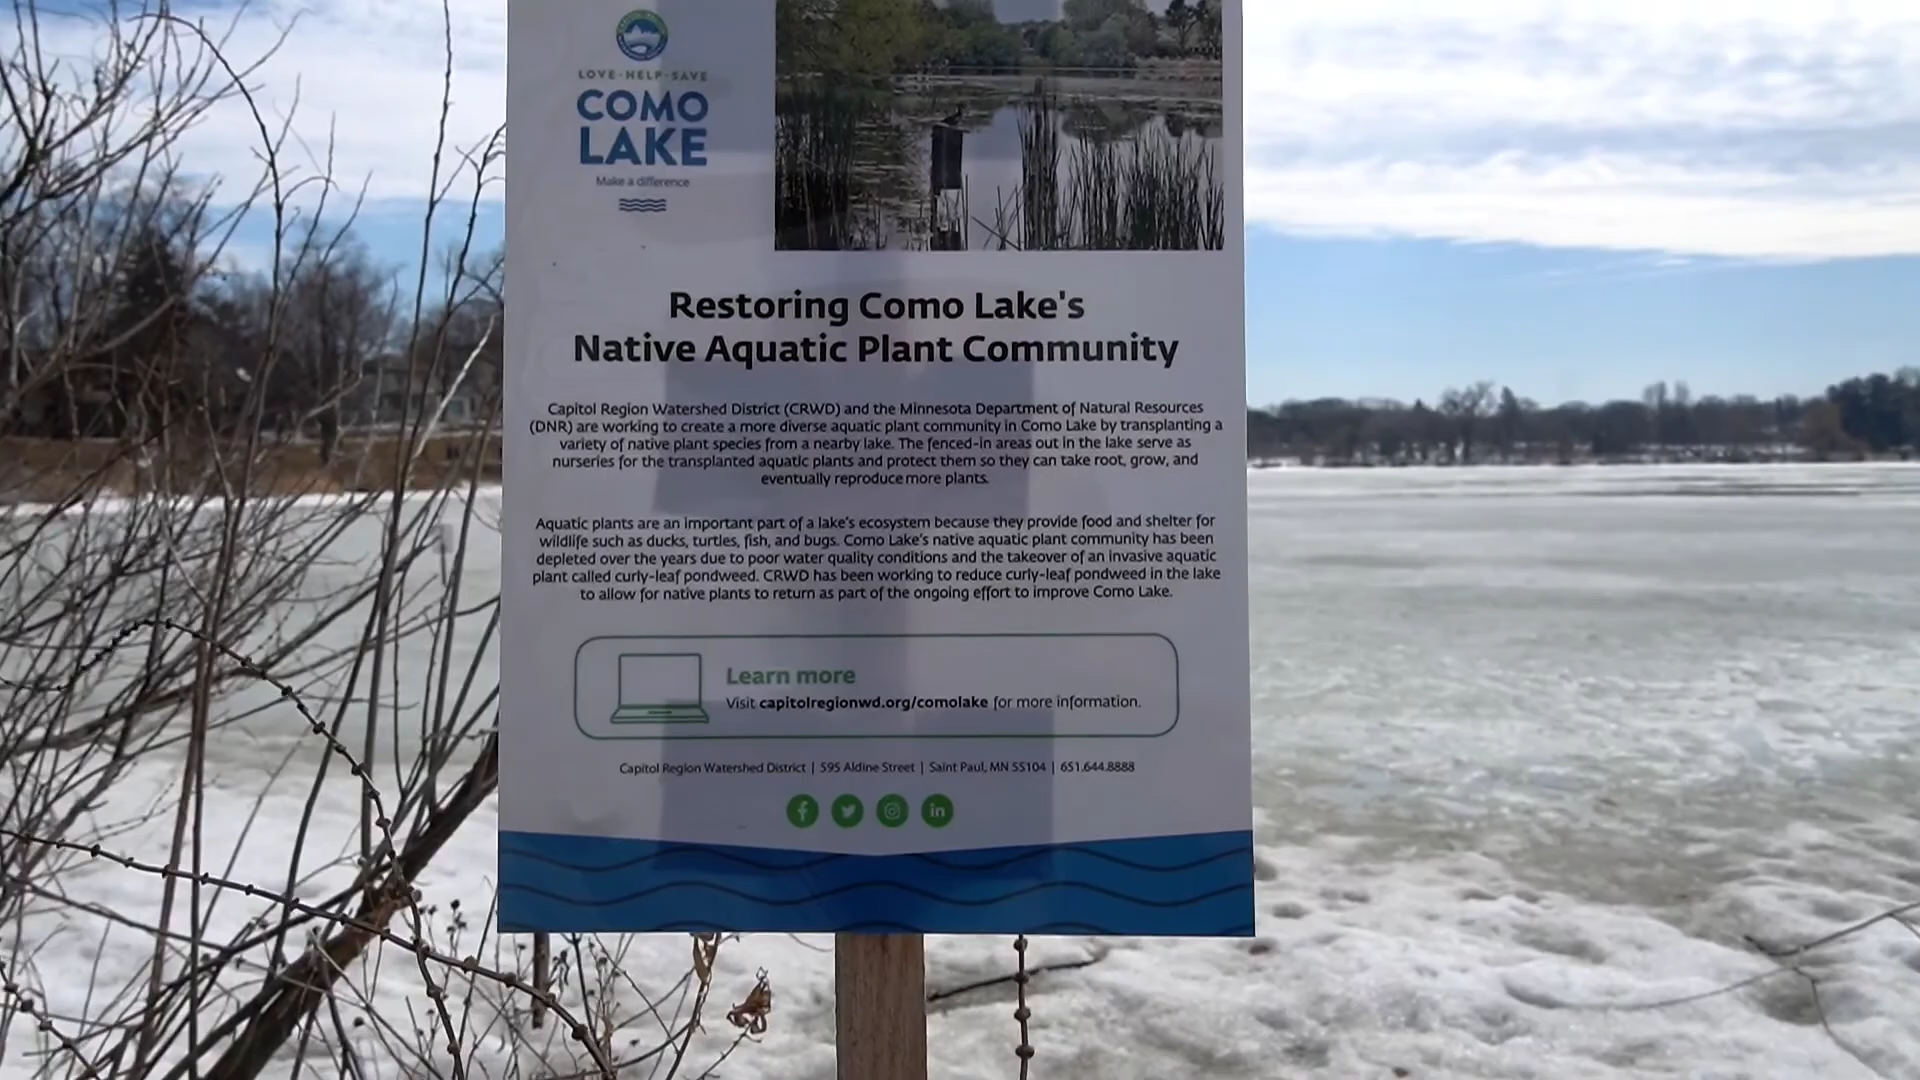 LOVE·HELP·SAVE
COMO
LAKE
Make a difference
Restoring Como Lake's
Native Aquatic Plant Community
Capitol Region Watershed District (CRWD) and the Minnesota Department of Natural Resources
(DNR) are working to create a more diverse aquatic plant community in Como Lake by transplanting a
variety of native plant species from a nearby lake. The fenced-in areas out in the lake serve as
nurseries for the transplanted aquatic plants and protect them so they can take root, grow, and
eventually reproduce more plants.
Aquatic plants are an important part of a lake's ecosystem because they provide food and shelter for
wildlife such as ducks, turtles, fish, and bugs. Como Lake's native aquatic plant community has been
depleted over the years due to poor water quality conditions and the takeover of an invasive aquatic
plant called curly-leaf pondweed. CRWD has been working to reduce curly-leaf pondweed in the lake
to allow for native plants to return as part of the ongoing effort to improve Como Lake.
Learn more
Visit capitolregionwd.org/comolake for more information.
Capitol Region Watershed District | 595 Aldine Street | Saint Paul, MN 55104 | 651.644.8888